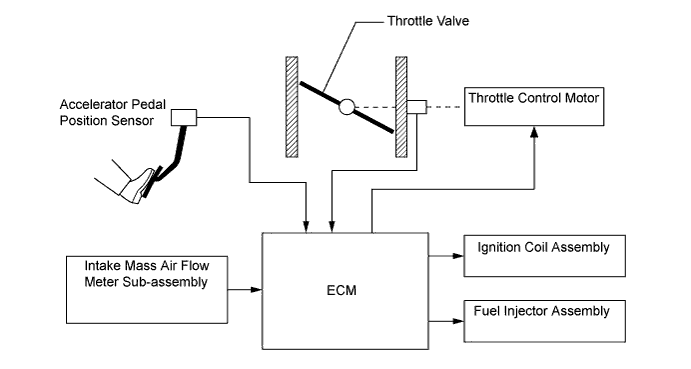 Throttle Valve
Accelerator Pedal
Position Sensor
Throttle Control Motor
Intake Mass Air Flow
Meter Sub-assembly
ECM
Ignition Coil Assembly
Fuel Injector Assembly